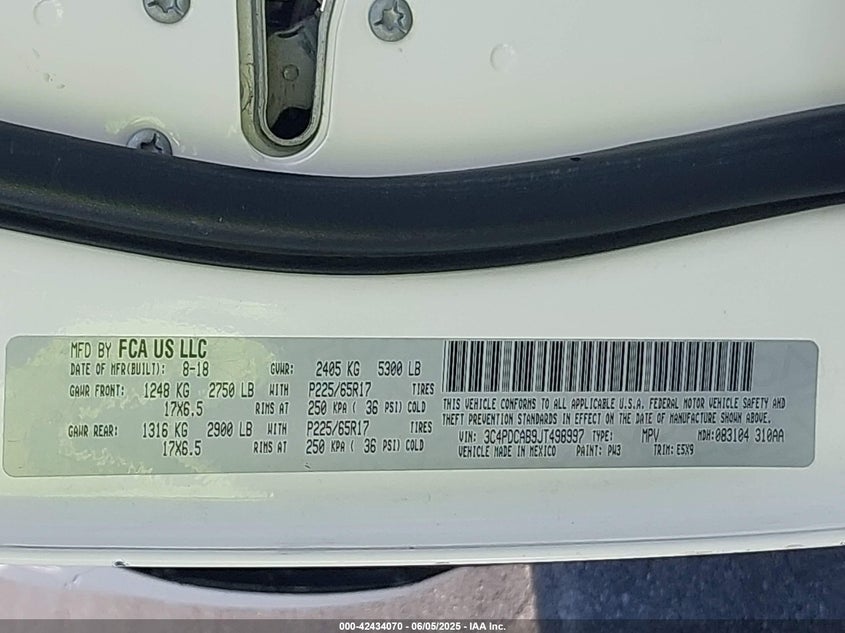 MFD BY FCA US LLC
DATE OF MFR(BUILT): 8-18 GVWR: 2405 KG 5300 LB
GAWR FRONT: 1248 KG 2750 LB WITH P225/65R17 TIRES
17X6.5 RIMS AT 250 KPA ( 36 PSI) COLD
GAWR REAR: 1316 KG 2900 LB WITH P225/65R17 TIRES
17X6.5 RIMS AT 250 KPA ( 36 PSI) COLD
THIS VEHICLE CONFORMS TO ALL APPLICABLE U.S.A. FEDERAL MOTOR VEHICLE SAFETY AND
THEFT PREVENTION STANDARDS IN EFFECT ON THE DATE OF MANUFACTURE SHOWN ABOVE.
VIN: 3C4PDCAB9JT498997 TYPE: MPV MDH: 083104 310AA
VEHICLE MADE IN MEXICO PAINT: PW3 TRIM: E5X9
000-42434070 - 06/05/2025 - IAA Inc.